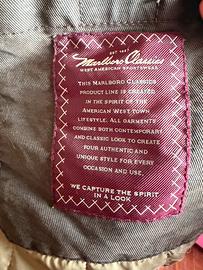 EST 1987
Marlboro Classics
WEST AMERICAN SPORTSWEAR
THIS MARLBORO CLASSICS
PRODUCT LINE IS CREATED
IN THE SPIRIT OF THE
AMERICAN WEST TOWN
LIFESTYLE. ALL GARMENTS
COMBINE BOTH CONTEMPORARY
AND CLASSIC LOOK TO CREATE
YOUR AUTHENTIC AND
UNIQUE STYLE FOR EVERY
OCCASION AND USE.
WE CAPTURE THE SPIRIT
IN A LOOK